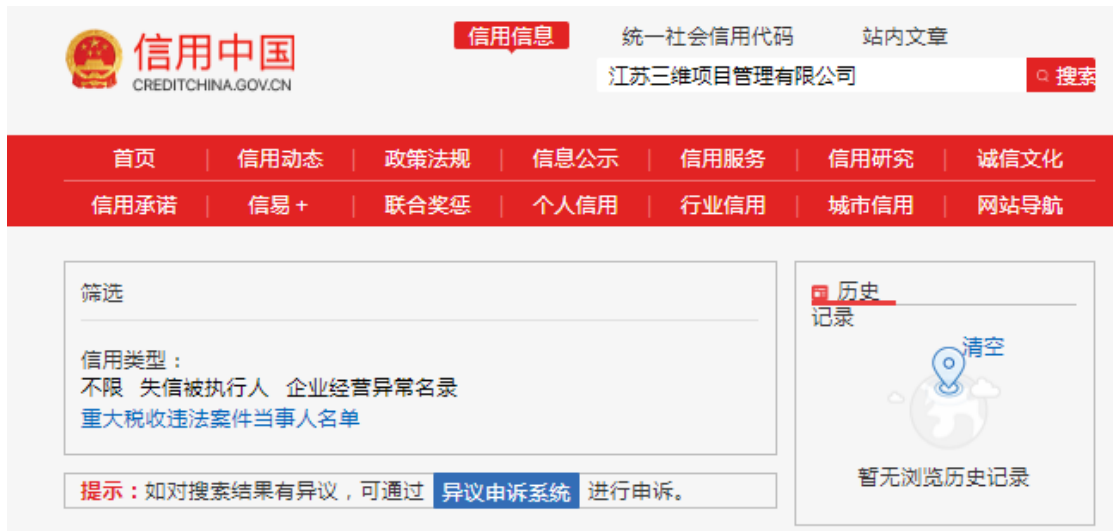 信用信息 统一社会信用代码 站内文章
信用中国
CREDITCHINA.GOV.CN
江苏三维项目管理有限公司 搜索
首页 信用动态 政策法规 信息公示 信用服务 信用研究 诚信文化
信用承诺 信易+ 联合奖惩 个人信用 行业信用 城市信用 网站导航
筛选
信用类型：
不限 失信被执行人 企业经营异常名录
重大税收违法案件当事人名单
提示：如对搜索结果有异议，可通过 异议申诉系统 进行申诉。
历史
记录
清空
暂无浏览历史记录